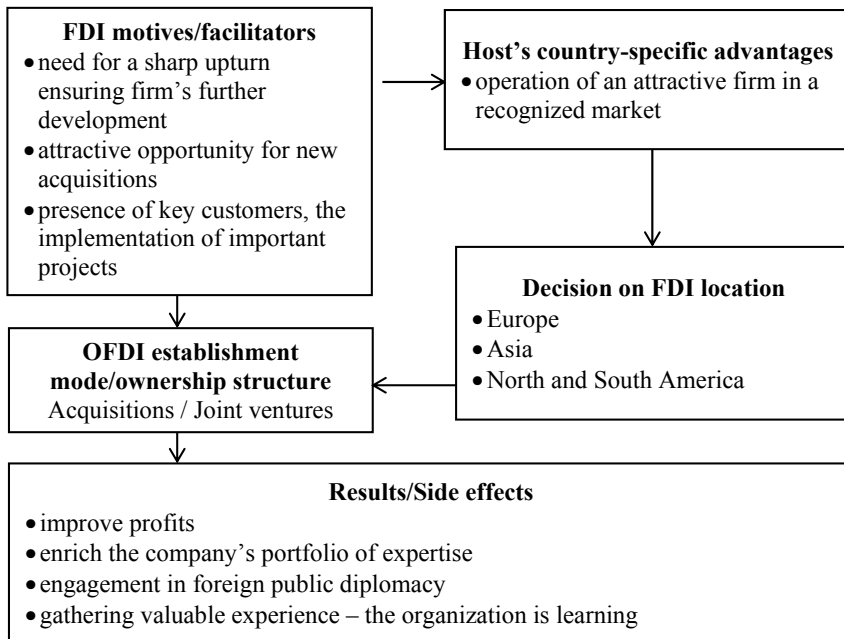 FDI motives/facilitators
• need for a sharp upturn
ensuring firm's further
development
• attractive opportunity for new
acquisitions
• presence of key customers, the
implementation of important
projects
Host's country-specific advantages
• operation of an attractive firm in a
recognized market
Decision on FDI location
• Europe
• Asia
• North and South America
OFDI establishment
mode/ownership structure
Acquisitions / Joint ventures
Results/Side effects
• improve profits
• enrich the company's portfolio of expertise
• engagement in foreign public diplomacy
• gathering valuable experience – the organization is learning